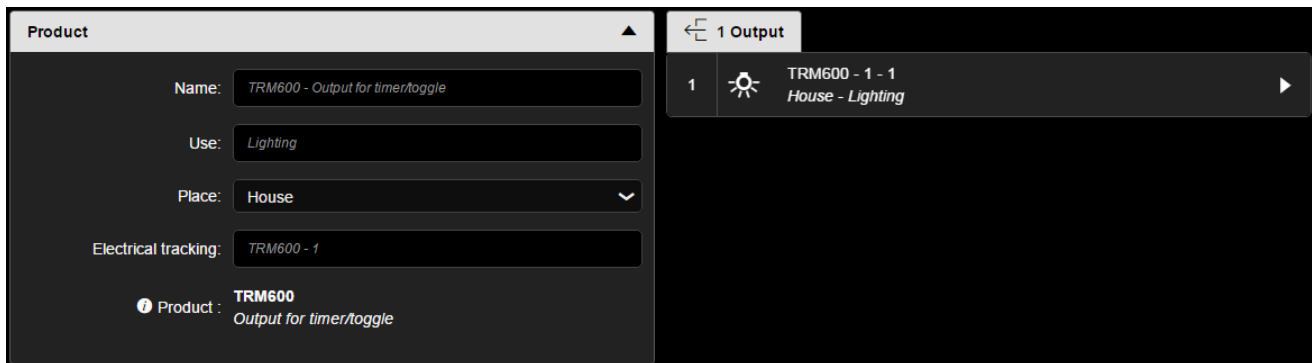 Product
Name: TRM600 - Output for timer/toggle
Use: Lighting
Place: House
Electrical tracking: TRM600 - 1
Product : TRM600
Output for timer/toggle
1 Output
1 TRM600 - 1 - 1
House - Lighting